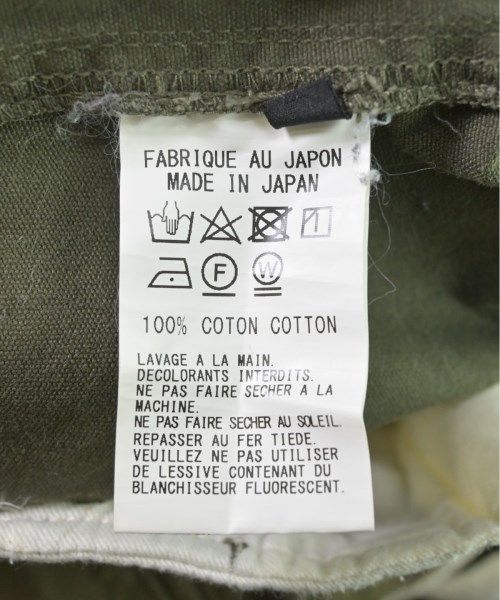 FABRIQUE AU JAPON
MADE IN JAPAN
F W
100% COTON COTTON
LAVAGE A LA MAIN.
DECOLORANTS INTERDITS.
NE PAS FAIRE SECHER A LA
MACHINE.
NE PAS FAIRE SECHER AU SOLEIL.
REPASSER AU FER TIEDE.
VEUILLEZ NE PAS UTILISER
DE LESSIVE CONTENANT DU
BLANCHISSEUR FLUORESCENT.